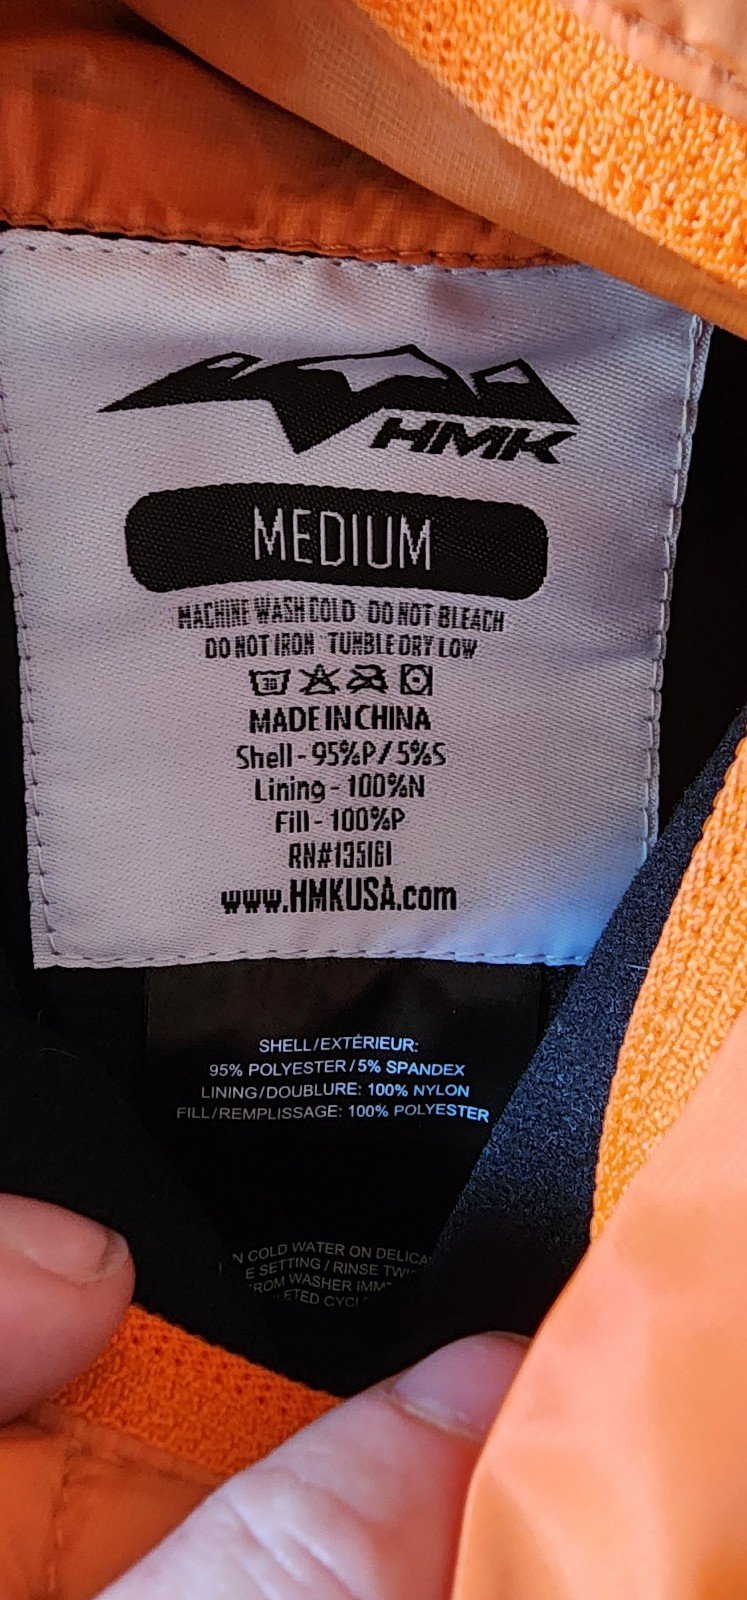 HMK
MEDIUM
MACHINE WASH COLD DO NOT BLEACH
DO NOT IRON TUMBLE DRY LOW
30
MADE IN CHINA
Shell - 95%P / 5%S
Lining - 100%N
Fill - 100%P
RN#135161
www.HMKUSA.com
SHELL/EXTÉRIEUR:
95% POLYESTER / 5% SPANDEX
LINING/DOUBLURE: 100% NYLON
FILL/REMPLISSAGE: 100% POLYESTER
N COLD WATER ON DELICA
E SETTING / RINSE TWI
ROM WASHER IMM
ETED CYCL